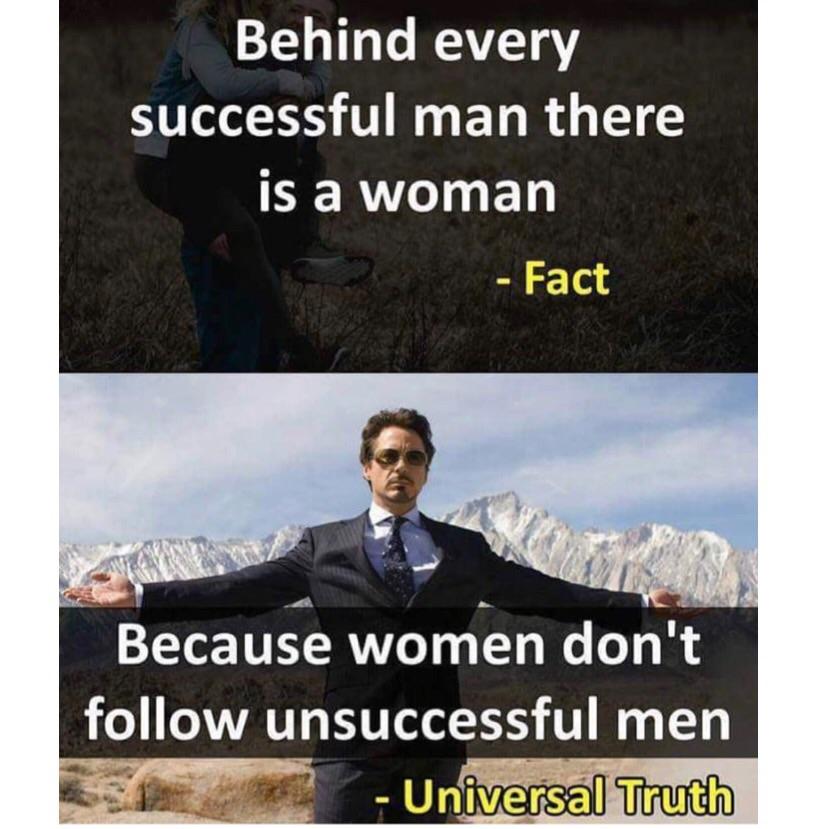 Behind every
successful man there
is a woman
- Fact
Because women don't
follow unsuccessful men
- Universal Truth